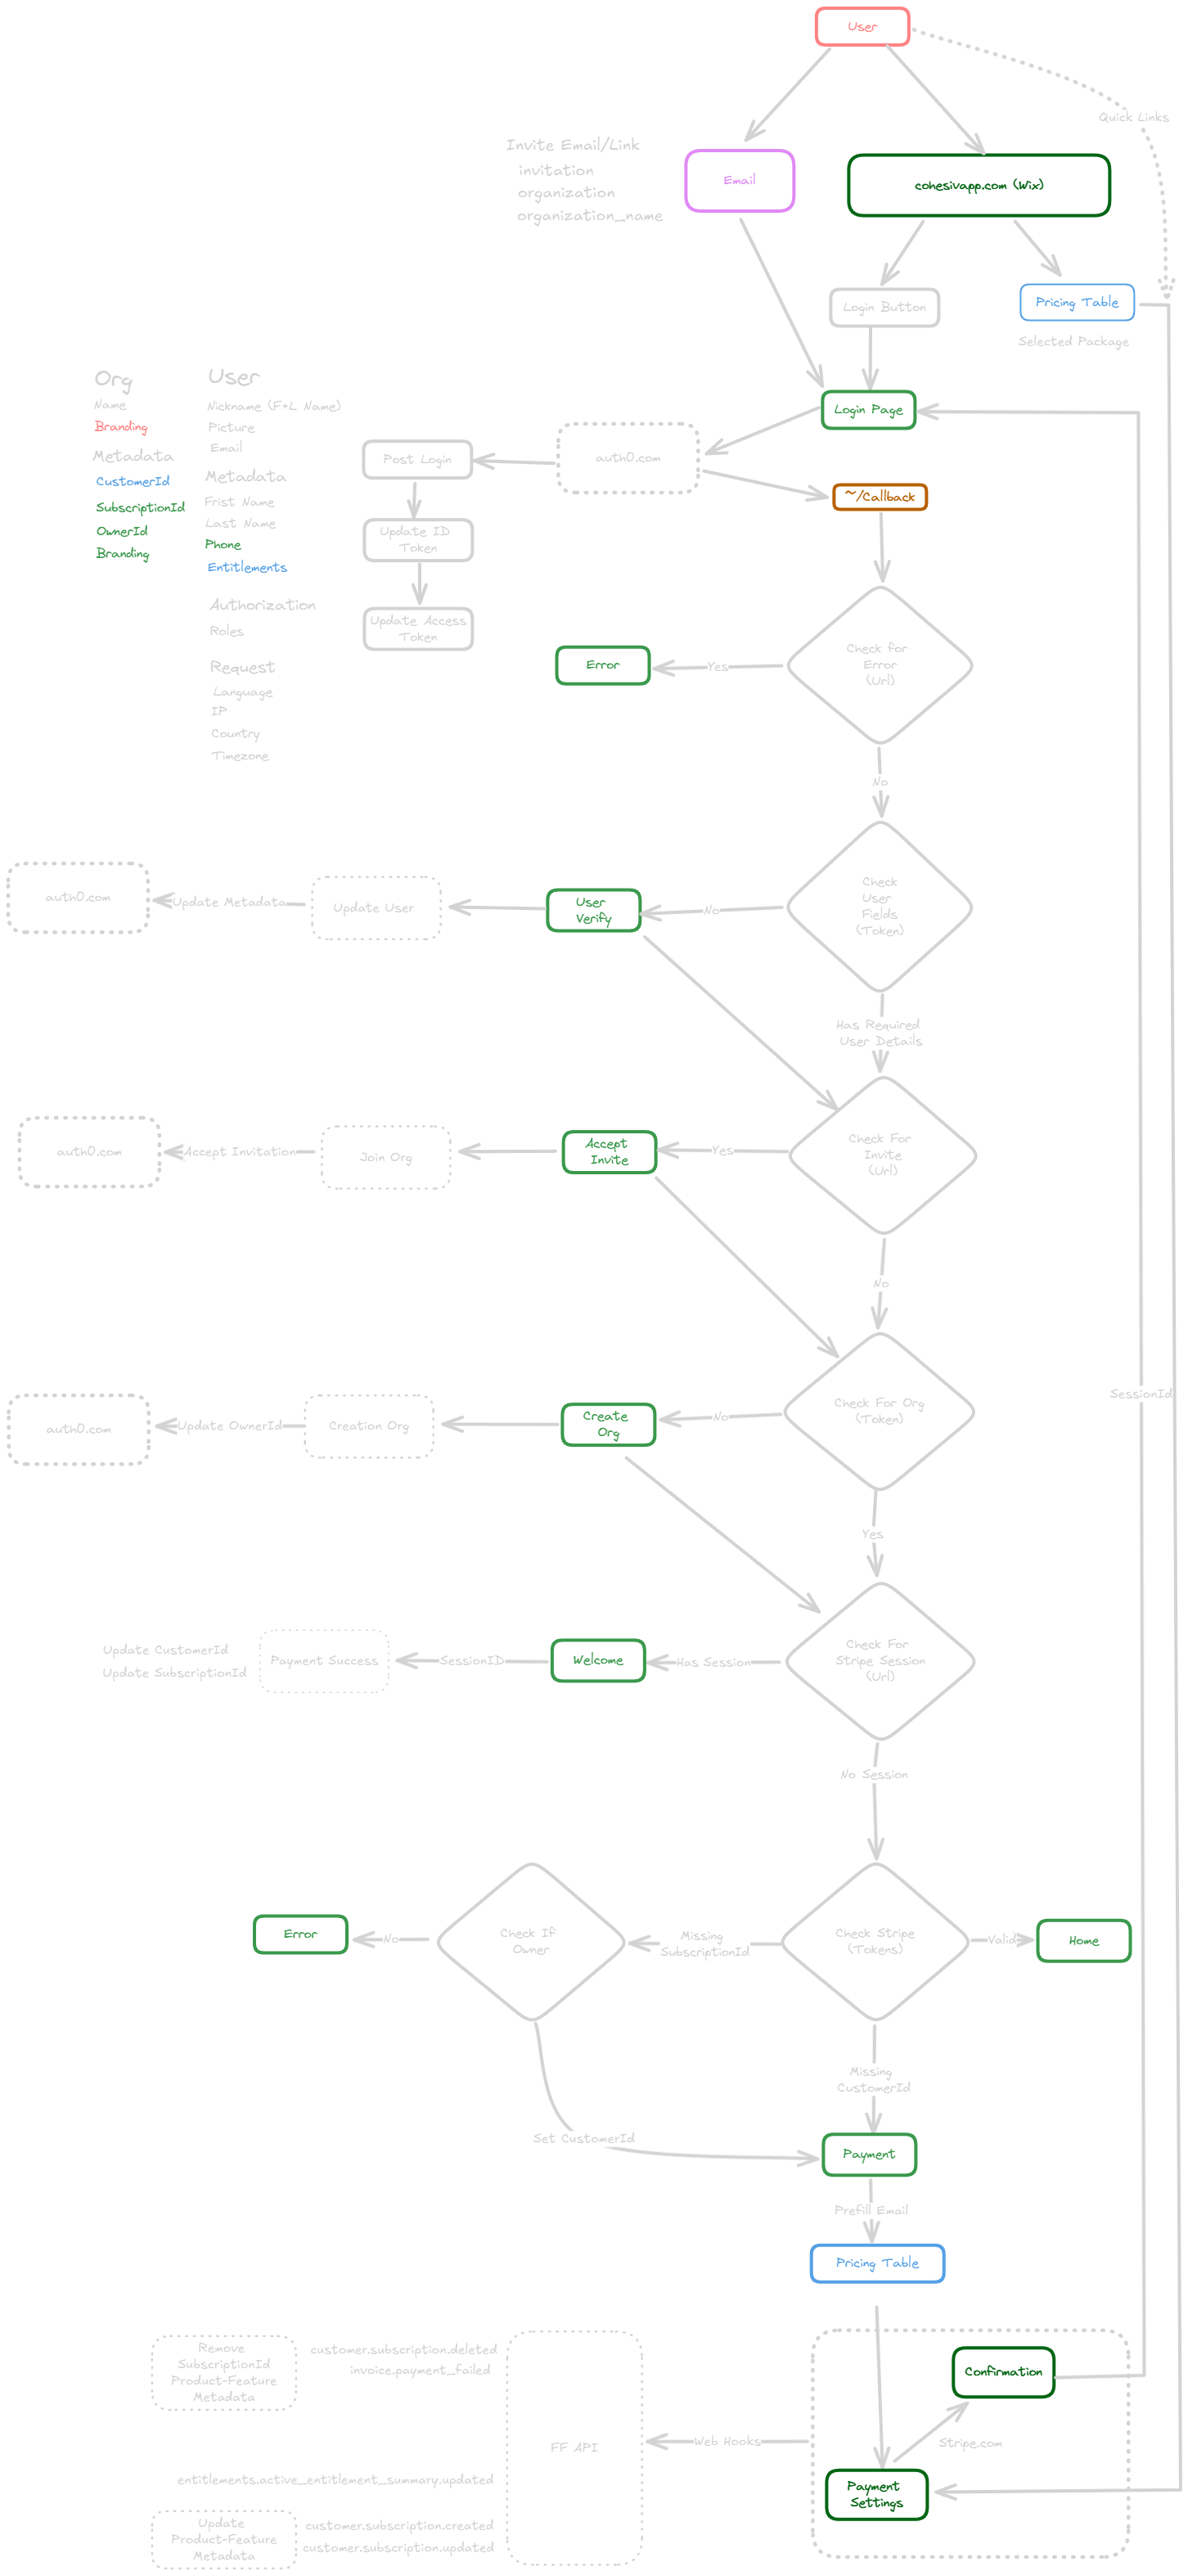 User
Quick Links
Invite Email/Link
invitation
organization
organization_name
Email
cohesivapp.com (Wix)
Login Button
Pricing Table
Selected Package
Org
Name
Branding
Metadata
CustomerId
SubscriptionId
OwnerId
Branding
User
Nickname (F+L Name)
Picture
Email
Metadata
Frist Name
Last Name
Phone
Entitlements
Authorization
Roles
Request
Language
IP
Country
Timezone
Login Page
Post Login
auth0.com
~/Callback
Update ID
Token
Update Access
Token
Check for
Error
(Url)
Yes
Error
No
Check
User
Fields
(Token)
No
User
Verify
Update User
Update Metadata
auth0.com
Has Required
User Details
Check For
Invite
(Url)
Yes
Accept
Invite
Join Org
Accept Invitation
auth0.com
No
Check For Org
(Token)
SessionId
No
Create
Org
Creation Org
Update OwnerId
auth0.com
Yes
Check For
Stripe Session
(Url)
Has Session
Welcome
SessionID
Payment Success
Update CustomerId
Update SubscriptionId
No Session
Check Stripe
(Tokens)
Valid
Home
Missing
SubscriptionId
Check If
Owner
No
Error
Missing
CustomerId
Set CustomerId
Payment
Prefill Email
Pricing Table
Confirmation
Stripe.com
Payment
Settings
Web Hooks
FF API
customer.subscription.deleted
invoice.payment_failed
Remove
SubscriptionId
Product-Feature
Metadata
entitlements.active_entitlement_summary.updated
customer.subscription.created
customer.subscription.updated
Update
Product-Feature
Metadata